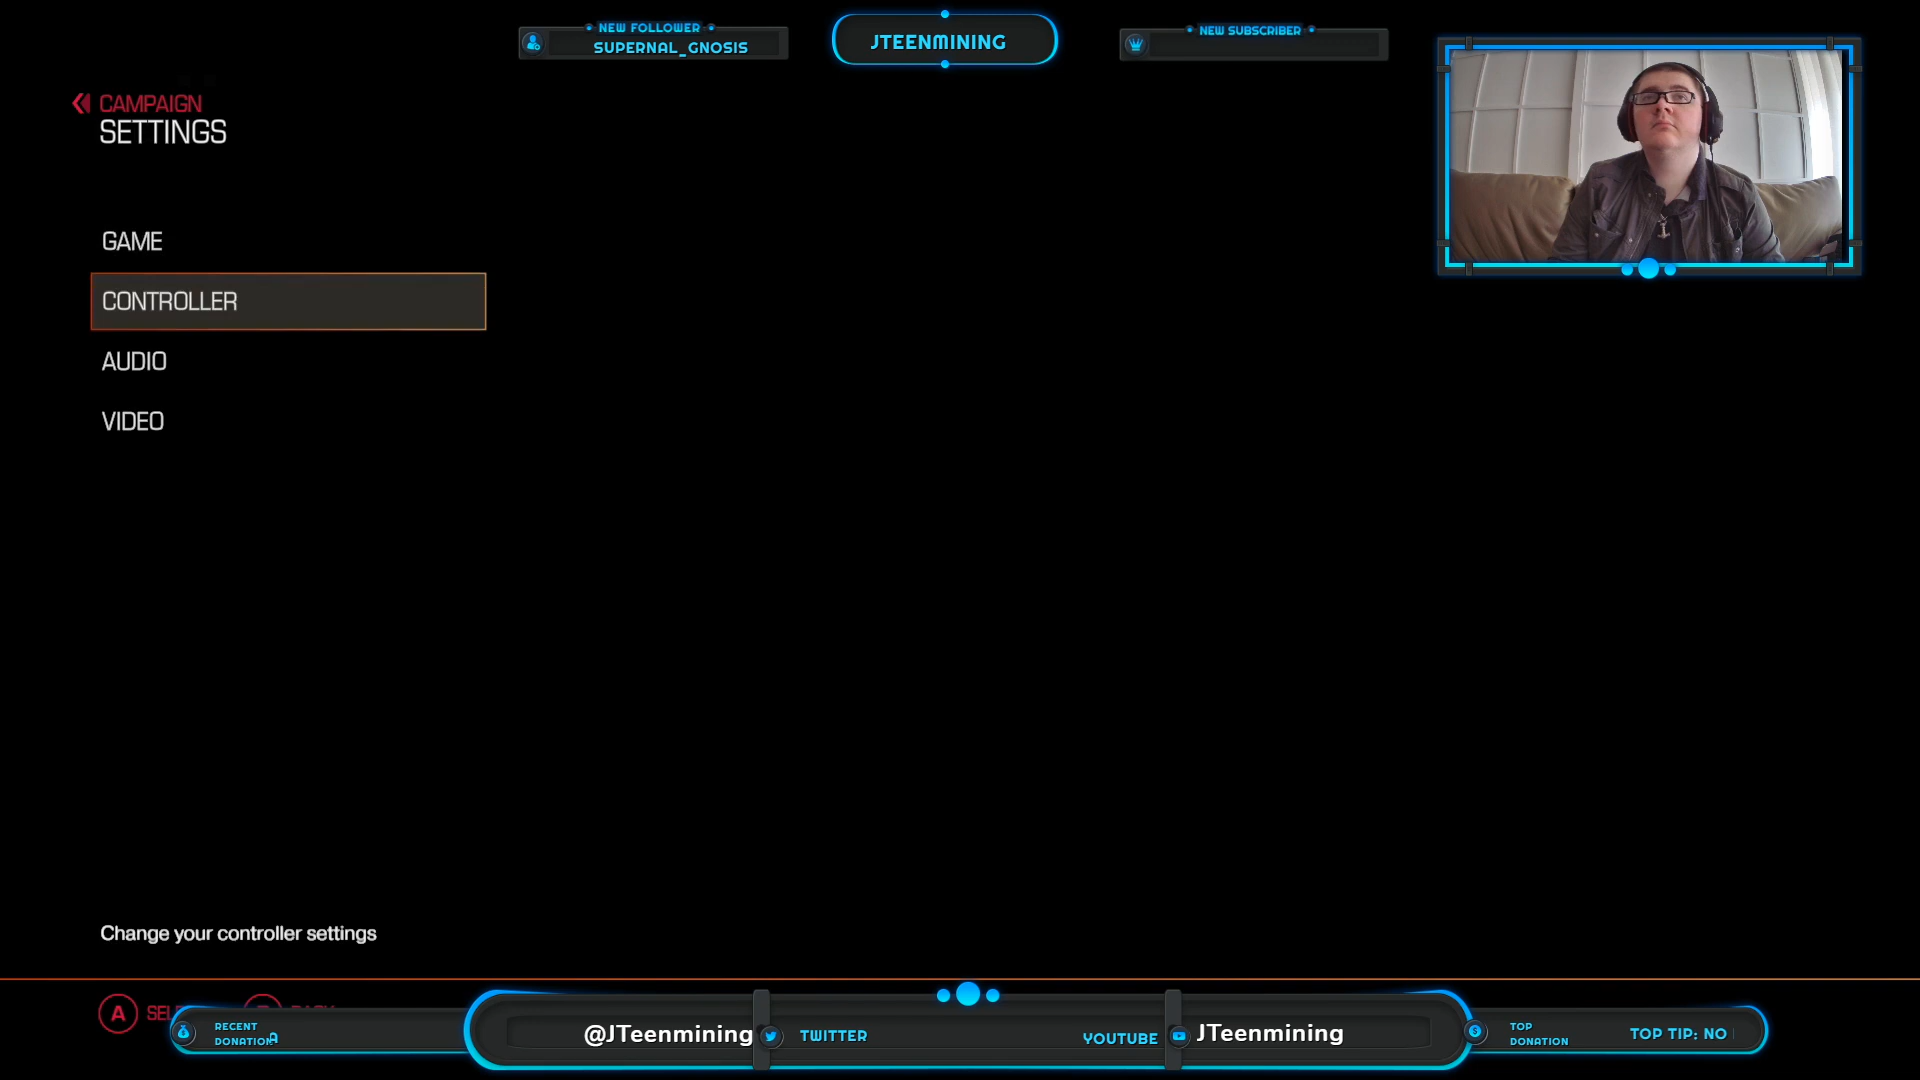 NEW FOLLOWER
SUPERNAL_GNOSIS
JTEENMINING
NEW SUBSCRIBER
CAMPAIGN
SETTINGS
GAME
CONTROLLER
AUDIO
VIDEO
Change your controller settings
A
RECENT
DONATION
@JTeenmining
TWITTER
YOUTUBE
JTeenmining
TOP
DONATION
TOP TIP: NO